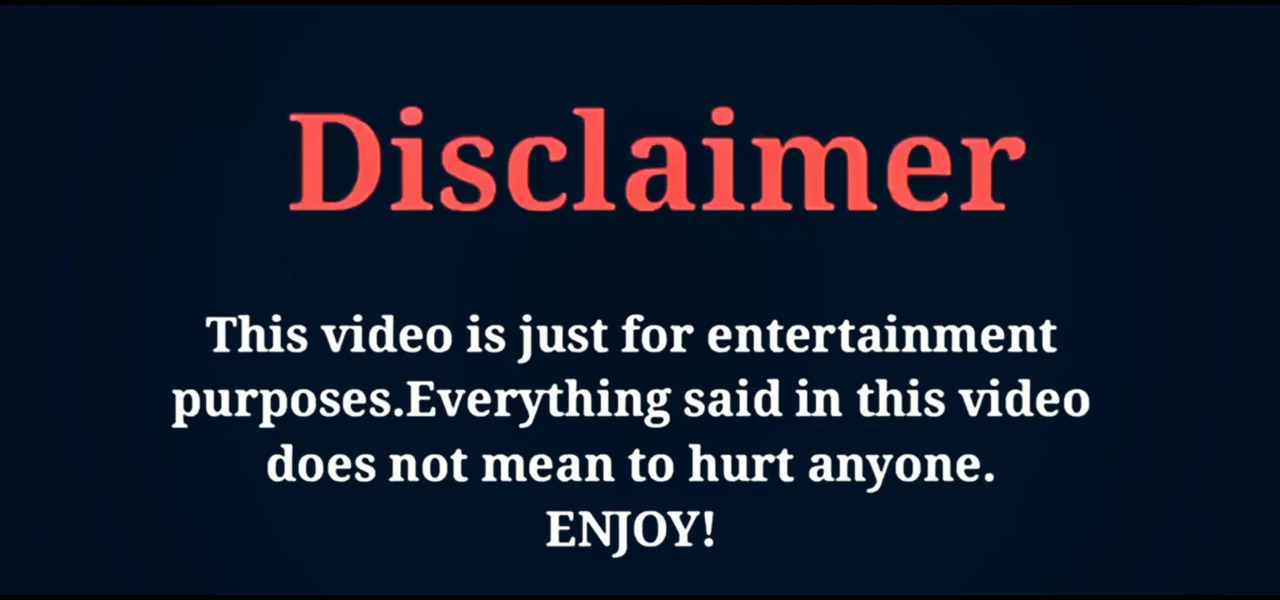 Disclaimer
This video is just for entertainment
purposes.Everything said in this video
does not mean to hurt anyone.
ENJOY!